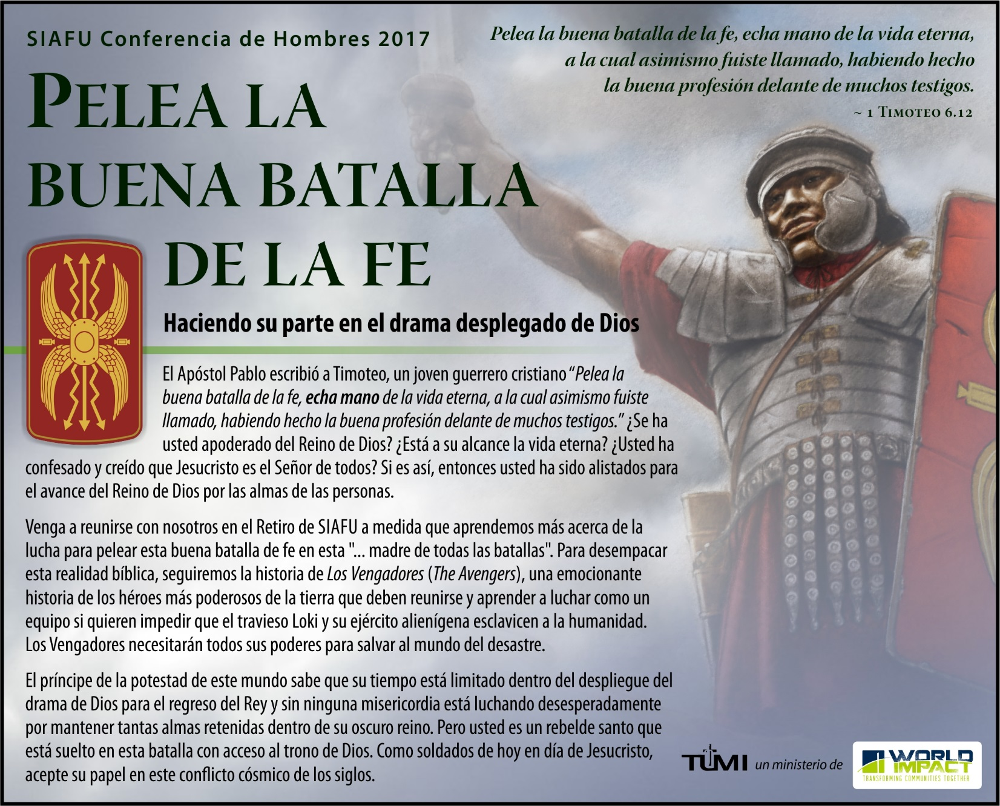 SIAFU Conferencia de Hombres 2017
PELEA LA
BUENA BATALLA
DE LA FE
Pelea la buena batalla de la fe, echa mano de la vida eterna,
a la cual asimismo fuiste llamado, habiendo hecho
la buena profesión delante de muchos testigos.
~ 1 TIMOTEO 6.12
Haciendo su parte en el drama desplegado de Dios
El Apóstol Pablo escribió a Timoteo, un joven guerrero cristiano “Pelea la
buena batalla de la fe, echa mano de la vida eterna, a la cual asimismo fuiste
llamado, habiendo hecho la buena profesión delante de muchos testigos.” ¿Se ha
usted apoderado del Reino de Dios? ¿Está a su alcance la vida eterna? ¿Usted ha
confesado y creído que Jesucristo es el Señor de todos? Si es así, entonces usted ha sido alistados para
el avance del Reino de Dios por las almas de las personas.
Venga a reunirse con nosotros en el Retiro de SIAFU a medida que aprendemos más acerca de la
lucha para pelear esta buena batalla de fe en esta "... madre de todas las batallas". Para desempacar
esta realidad bíblica, seguiremos la historia de Los Vengadores (The Avengers), una emocionante
historia de los héroes más poderosos de la tierra que deben reunirse y aprender a luchar como un
equipo si quieren impedir que el travieso Loki y su ejército alienígena esclavicen a la humanidad.
Los Vengadores necesitarán todos sus poderes para salvar al mundo del desastre.
El príncipe de la potestad de este mundo sabe que su tiempo está limitado dentro del despliegue del
drama de Dios para el regreso del Rey y sin ninguna misericordia está luchando desesperadamente
por mantener tantas almas retenidas dentro de su oscuro reino. Pero usted es un rebelde santo que
está suelto en esta batalla con acceso al trono de Dios. Como soldados de hoy en día de Jesucristo,
acepte su papel en este conflicto cósmico de los siglos.
TUMI un ministerio de
WORLD
IMPACT
TRANSFORMING COMMUNITIES TOGETHER